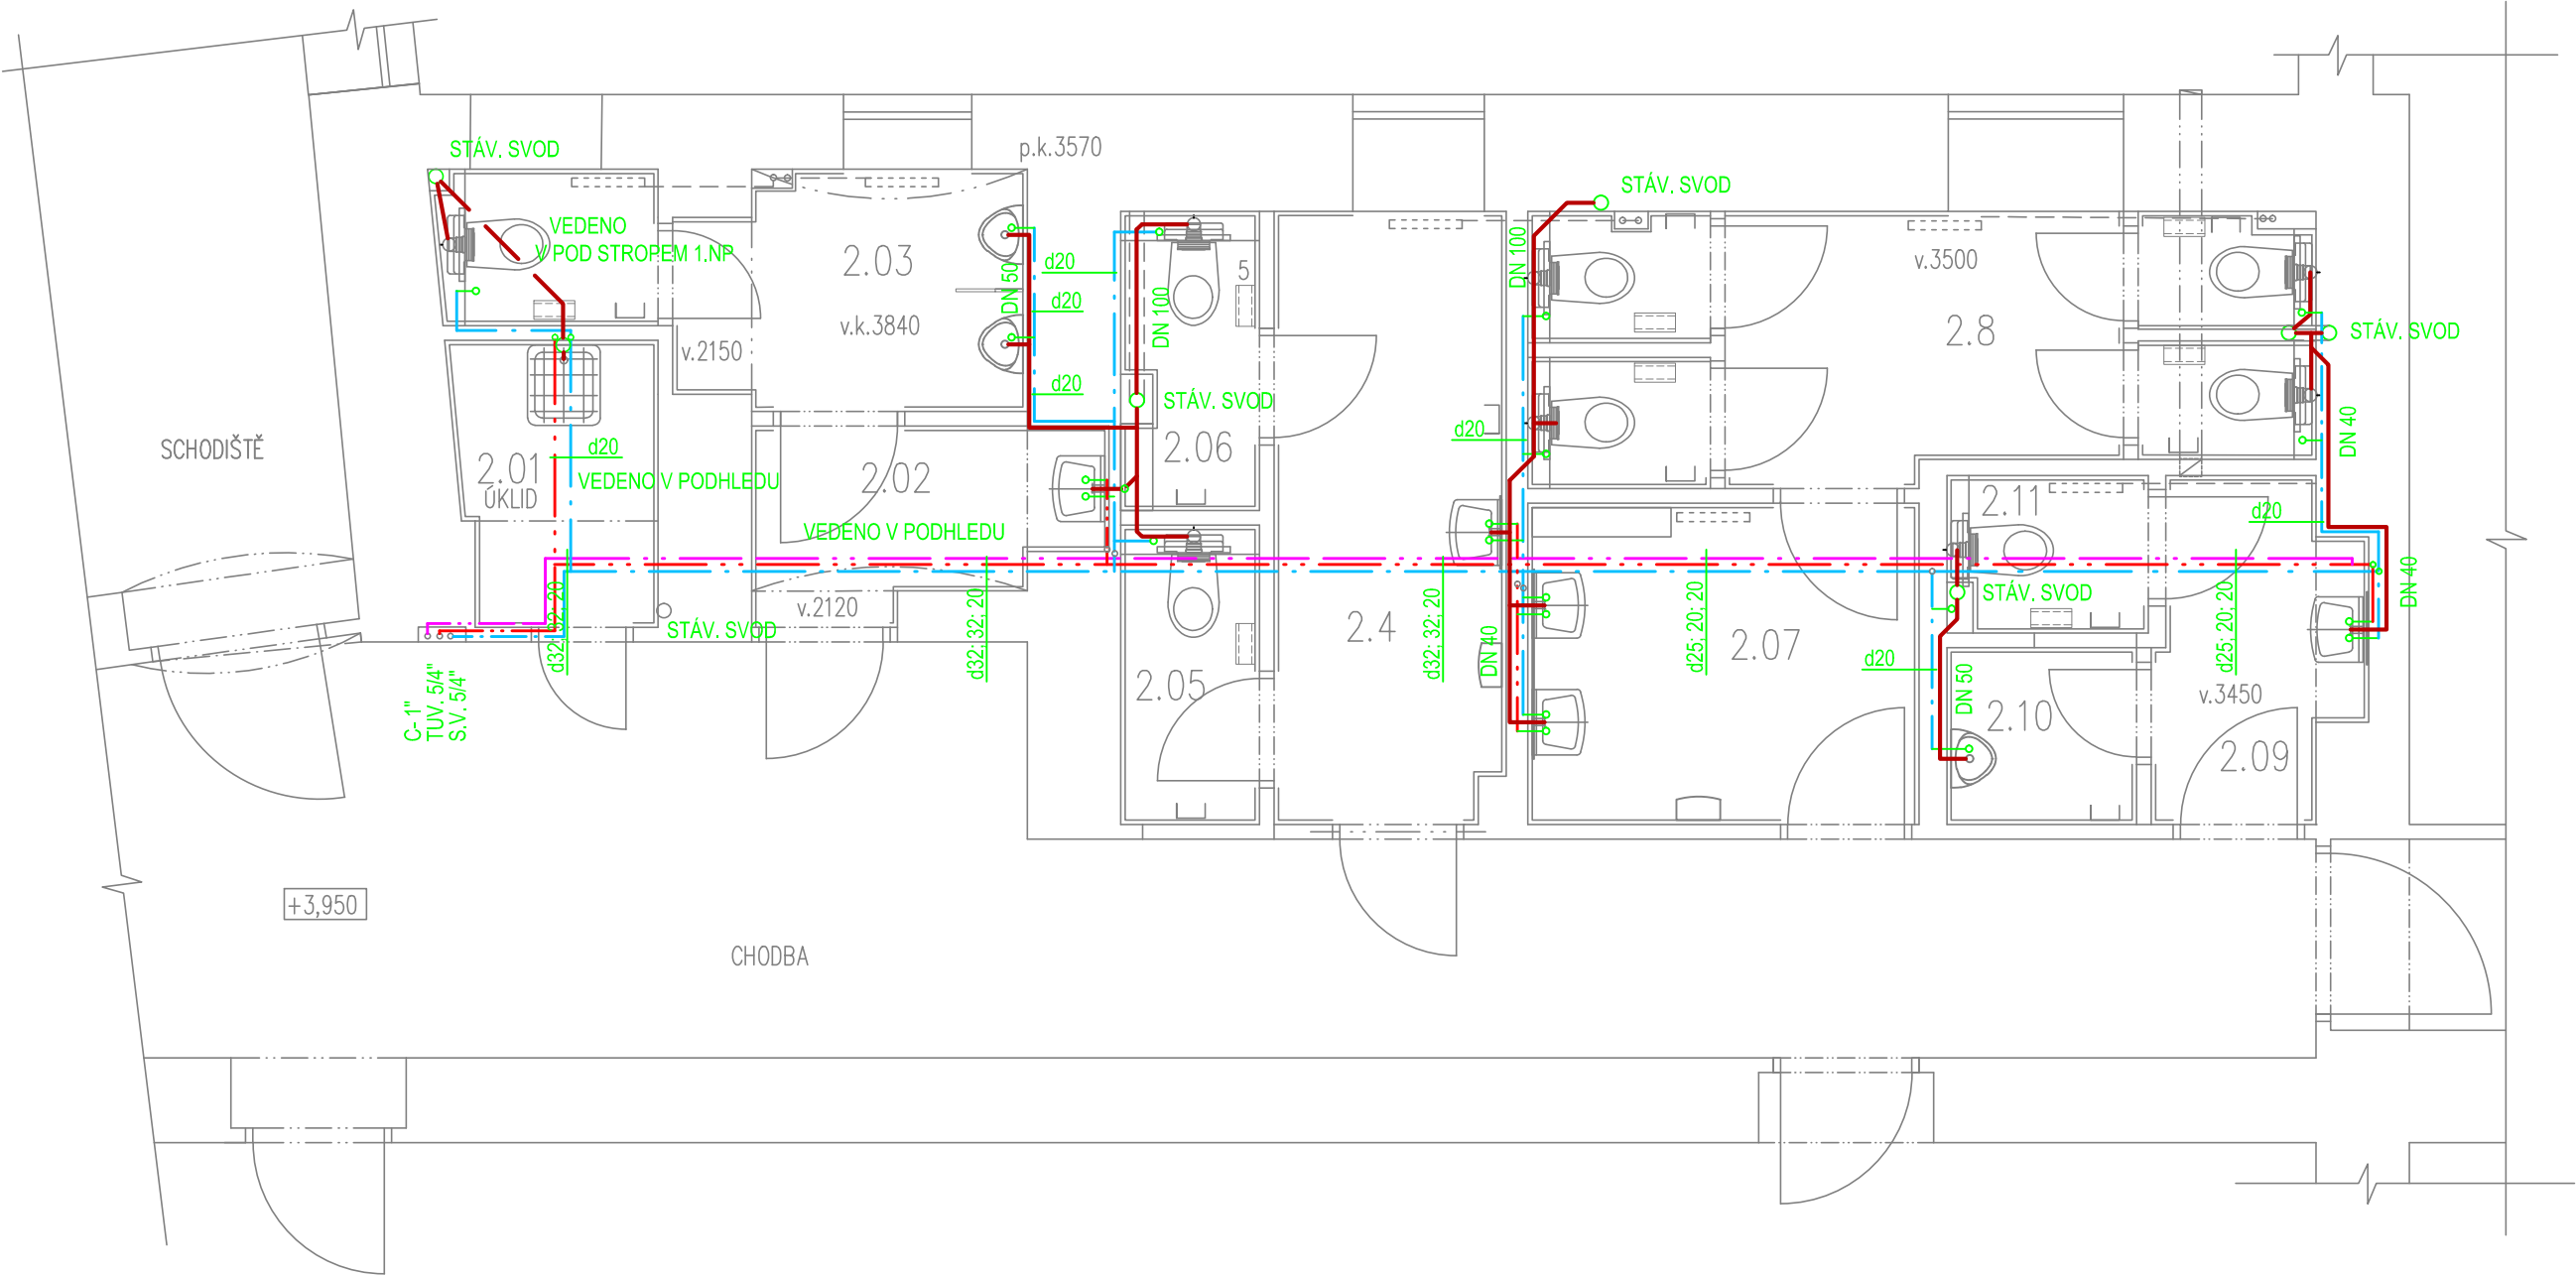 STÁV. SVOD
p.k.3570
VEDENO
V POD STROPEM 1.NP
2.03
v.k.3840
v.2150
DN 50
d20
d20
d20
DN 100
5
STÁV. SVOD
2.06
STÁV. SVOD
DN 100
v.3500
2.8
STÁV. SVOD
DN 40
SCHODIŠTĚ
2.01
ÚKLID
d20
VEDENO V PODHLEDU
2.02
VEDENO V PODHLEDU
d20
2.11
d20
STÁV. SVOD
DN 40
d32; 32; 20
v.2120
STÁV. SVOD
d32; 32; 20
2.05
2.4
d32; 32; 20
DN 40
d25; 20; 20
2.07
d20
DN 50
2.10
d25; 20; 20
v.3450
2.09
C- 1"
TUV. 5/4"
S.V. 5/4"
+3,950
CHODBA